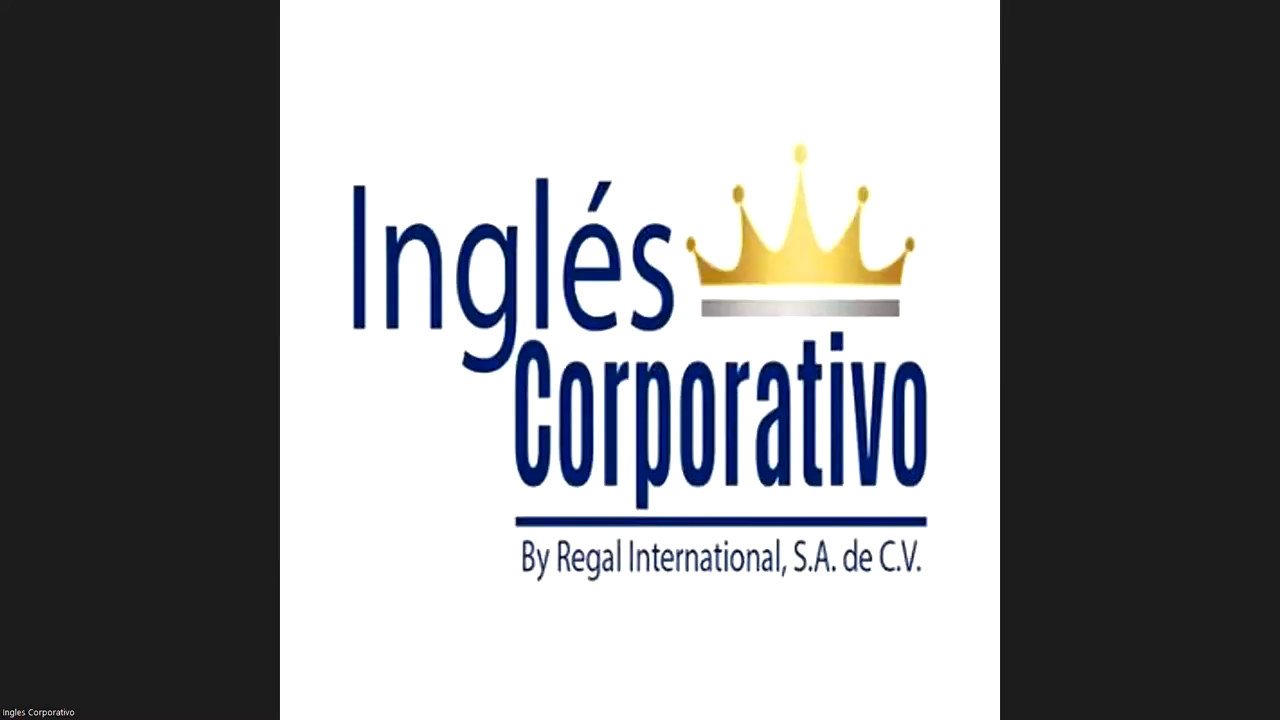 Inglés
Corporativo
By Regal International, S.A. de C.V.
Ingles Corporativo